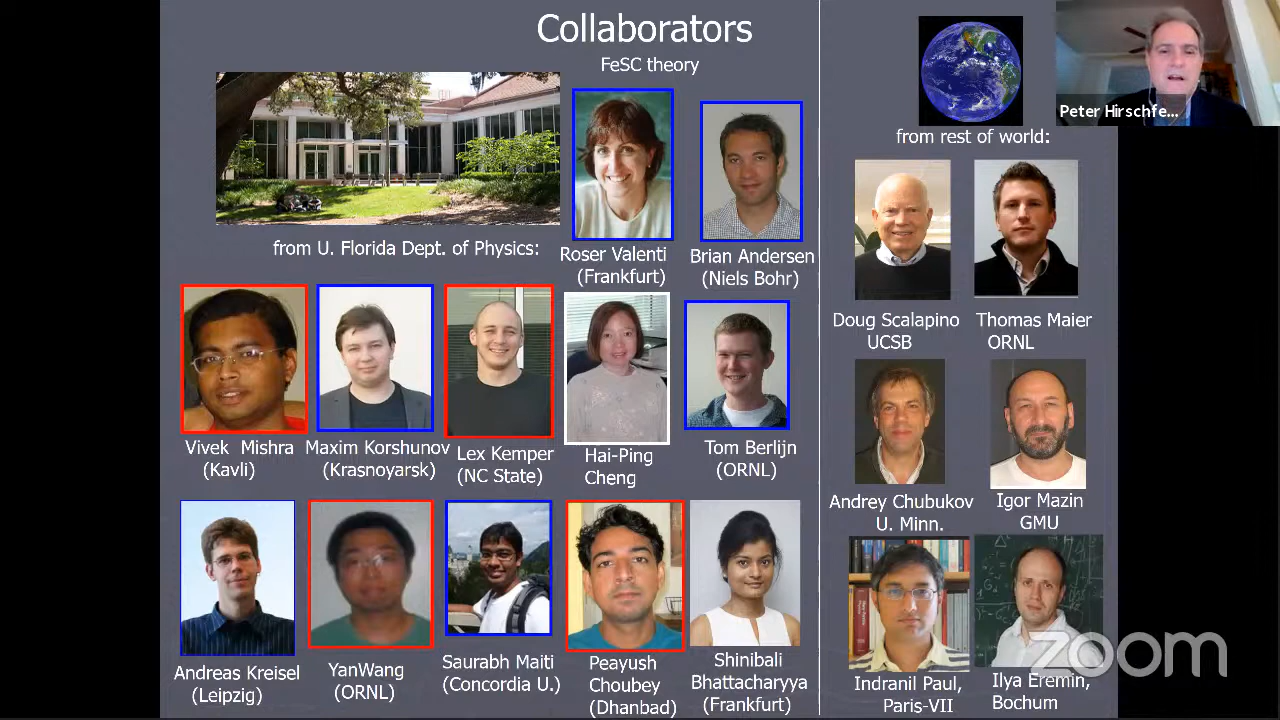 Collaborators
FeSC theory
Peter Hirschfe...
from rest of world:
from U. Florida Dept. of Physics:
Roser Valenti
(Frankfurt)
Brian Andersen
(Niels Bohr)
Doug Scalapino
UCSB
Thomas Maier
ORNL
Vivek Mishra
(Kavli)
Maxim Korshunov
(Krasnoyarsk)
Lex Kemper
(NC State)
Hai-Ping
Cheng
Tom Berlijn
(ORNL)
Andrey Chubukov
U. Minn.
Igor Mazin
GMU
Andreas Kreisel
(Leipzig)
YanWang
(ORNL)
Saurabh Maiti
(Concordia U.)
Peayush
Choubey
(Dhanbad)
Shinibali
Bhattacharyya
(Frankfurt)
Indranil Paul,
Paris-VII
Ilya Eremin,
Bochum
zoom